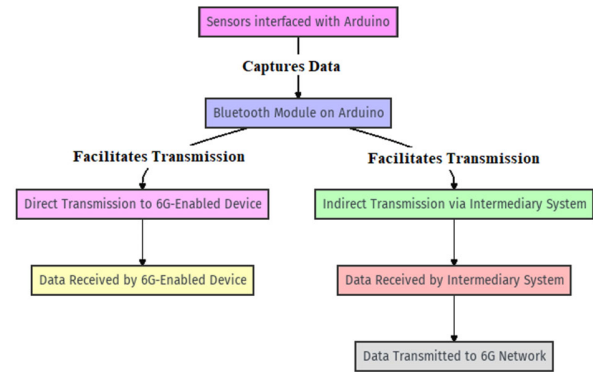 Sensors interfaced with Arduino
Captures Data
Bluetooth Module on Arduino
Facilitates Transmission
Facilitates Transmission
Direct Transmission to 6G-Enabled Device
Indirect Transmission via Intermediary System
Data Received by 6G-Enabled Device
Data Received by Intermediary System
Data Transmitted to 6G Network